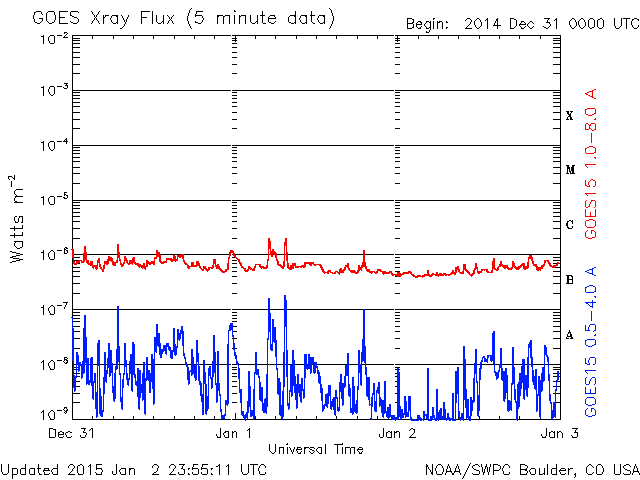 GOES Xray Flux (5 minute data)
Begin: 2014 Dec 31 0000 UTC
10⁻²
10⁻³
10⁻⁴
10⁻⁵
10⁻⁶
10⁻⁷
10⁻⁸
10⁻⁹
Watts m⁻²
X
M
C
B
A
GOES15 1.0−8.0 A
GOES15 0.5−4.0 A
Dec 31
Jan 1
Jan 2
Jan 3
Universal Time
Updated 2015 Jan 2 23:55:11 UTC
NOAA/SWPC Boulder, CO USA